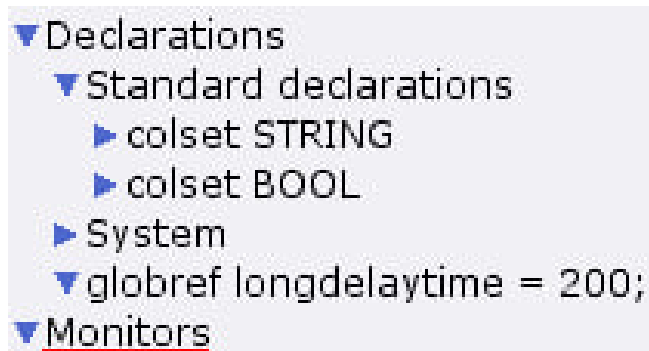 Declarations
Standard declarations
colset STRING
colset BOOL
System
globref longdelaytime = 200;
Monitors